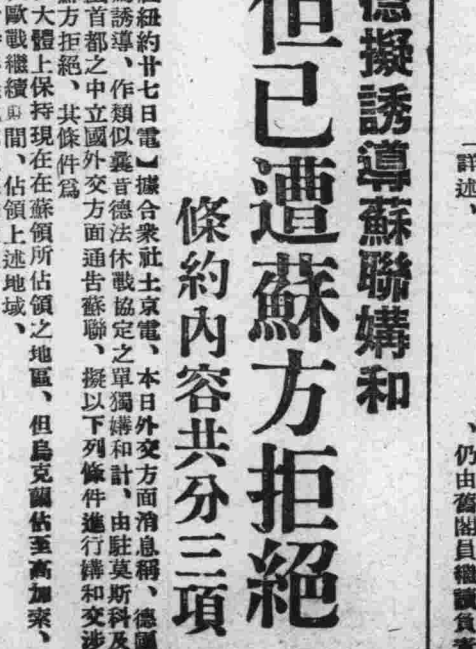 德擬誘導蘇聯媾和
但已遭蘇方拒絕
條約內容共分三項
紐約廿七日電】據合衆社土京電、本日外交方面消息稱、德國
誘導、作類似曩昔德法休戰協定之單獨媾和計、由駐莫斯科及
首都之中立國外交方面通告蘇聯、擬以下列條件進行媾和交涉
方拒絕、其條件爲
大體上保持現在在蘇領所佔領之地區、但烏克蘭佔至高加索、
歐戰繼續期間、佔領上述地域、
詳述、
、仍由舊閣員繼續負責